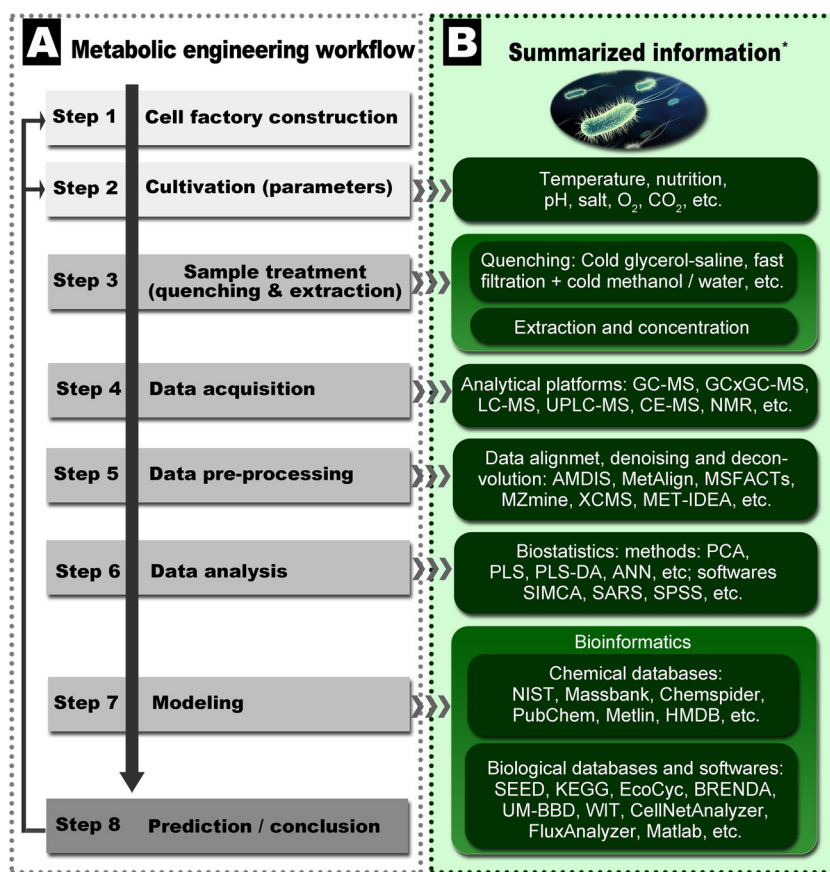 A Metabolic engineering workflow
Step 1 Cell factory construction
Step 2 Cultivation (parameters)
Step 3 Sample treatment
(quenching & extraction)
Step 4 Data acquisition
Step 5 Data pre-processing
Step 6 Data analysis
Step 7 Modeling
Step 8 Prediction / conclusion
B Summarized information*
Temperature, nutrition,
pH, salt, O₂, CO₂, etc.
Quenching: Cold glycerol-saline, fast
filtration + cold methanol / water, etc.
Extraction and concentration
Analytical platforms: GC-MS, GCxGC-MS,
LC-MS, UPLC-MS, CE-MS, NMR, etc.
Data alignmet, denoising and decon-
volution: AMDIS, MetAlign, MSFACTs,
MZmine, XCMS, MET-IDEA, etc.
Biostatistics: methods: PCA,
PLS, PLS-DA, ANN, etc; softwares
SIMCA, SARS, SPSS, etc.
Bioinformatics
Chemical databases:
NIST, Massbank, Chemspider,
PubChem, Metlin, HMDB, etc.
Biological databases and softwares:
SEED, KEGG, EcoCyc, BRENDA,
UM-BBD, WIT, CellNetAnalyzer,
FluxAnalyzer, Matlab, etc.